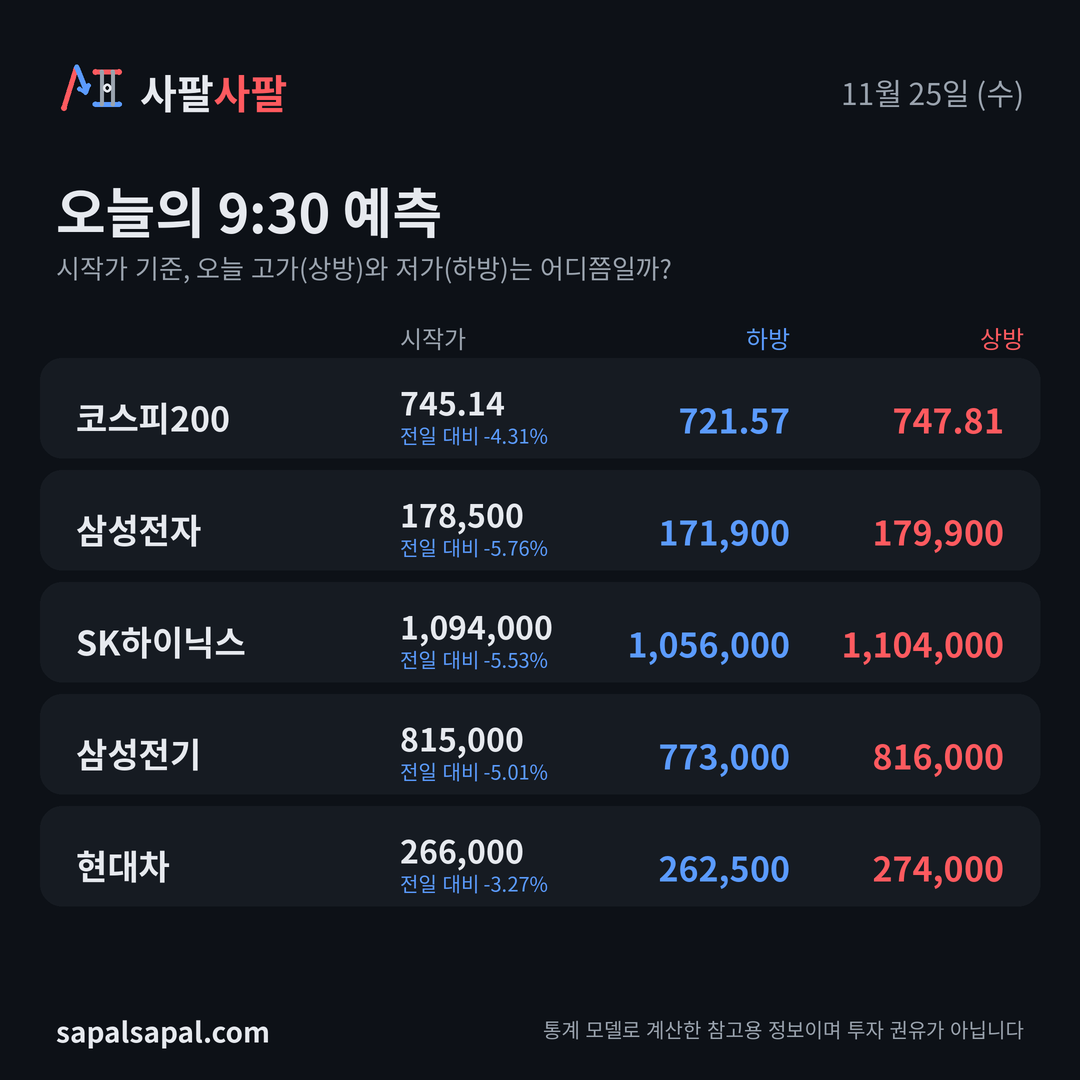 사팔사팔
11월 25일 (수)
오늘의 9:30 예측
시작가 기준, 오늘 고가(상방)와 저가(하방)는 어디쯤일까?
시작가 하방 상방
코스피200 745.14 721.57 747.81
전일 대비 -4.31%
삼성전자 178,500 171,900 179,900
전일 대비 -5.76%
SK하이닉스 1,094,000 1,056,000 1,104,000
전일 대비 -5.53%
삼성전기 815,000 773,000 816,000
전일 대비 -5.01%
현대차 266,000 262,500 274,000
전일 대비 -3.27%
sapalsapal.com
통계 모델로 계산한 참고용 정보이며 투자 권유가 아닙니다